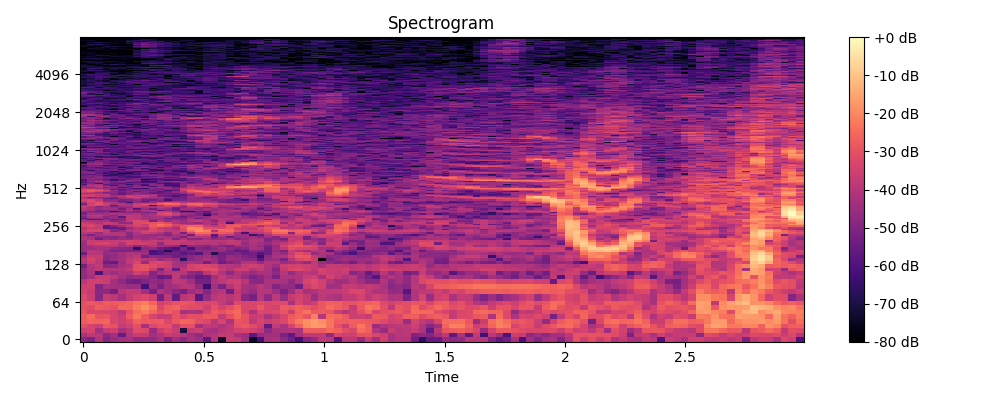 Spectrogram
Hz
4096
2048
1024
512
256
128
64
0
0
0.5
1
1.5
2
2.5
Time
+0 dB
-10 dB
-20 dB
-30 dB
-40 dB
-50 dB
-60 dB
-70 dB
-80 dB